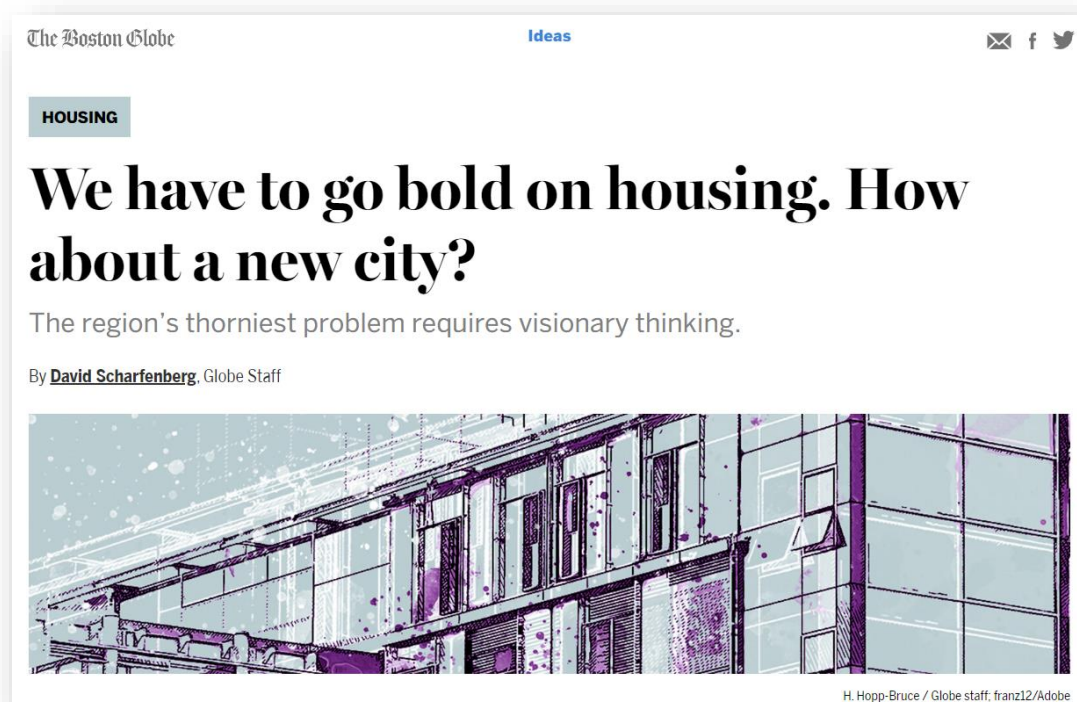 The Boston Globe
Ideas
HOUSING
We have to go bold on housing. How
about a new city?
The region's thorniest problem requires visionary thinking.
By David Scharfenberg, Globe Staff
H. Hopp-Bruce / Globe staff; franz12/Adobe